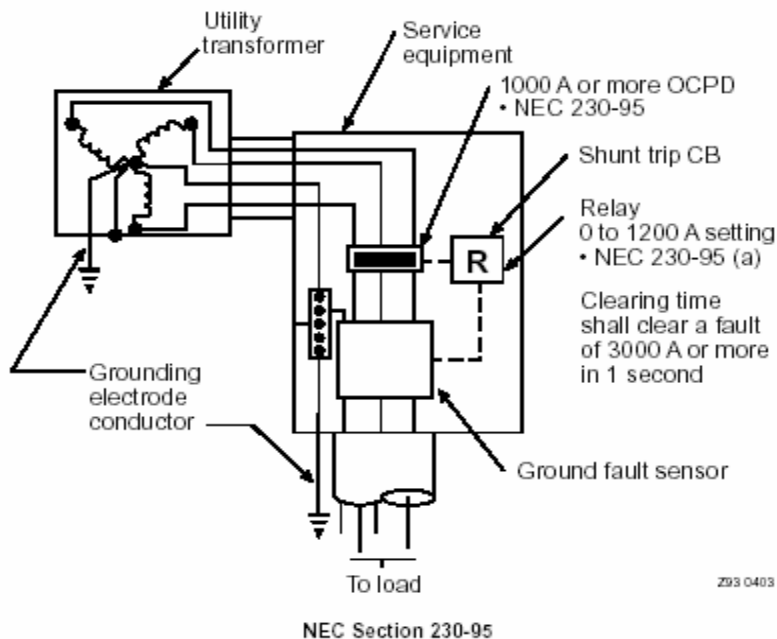 Utility
transformer
Service
equipment
1000 A or more OCPD
• NEC 230-95
Shunt trip CB
Relay
0 to 1200 A setting
• NEC 230-95 (a)
R
Clearing time
shall clear a fault
of 3000 A or more
in 1 second
Grounding
electrode
conductor
Ground fault sensor
To load
Z93 0403
NEC Section 230-95